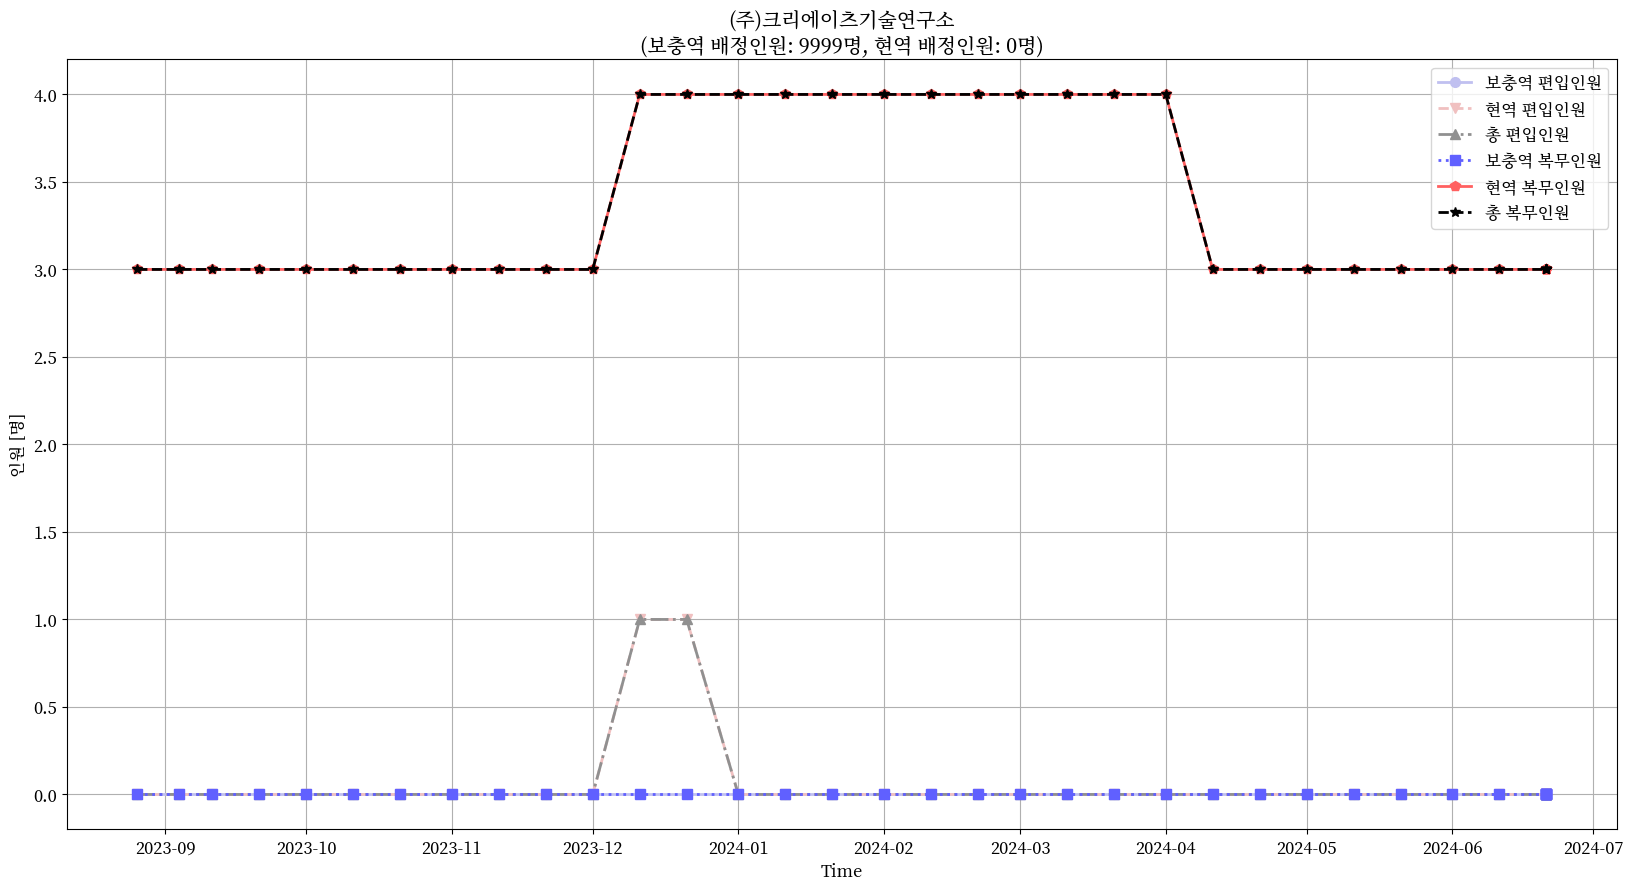 (주)크리에이츠기술연구소
(보충역 배정인원: 9999명, 현역 배정인원: 0명)
보충역 편입인원
현역 편입인원
총 편입인원
보충역 복무인원
현역 복무인원
총 복무인원
인원 [명]
4.0
3.5
3.0
2.5
2.0
1.5
1.0
0.5
0.0
2023-09
2023-10
2023-11
2023-12
2024-01
2024-02
2024-03
2024-04
2024-05
2024-06
2024-07
Time